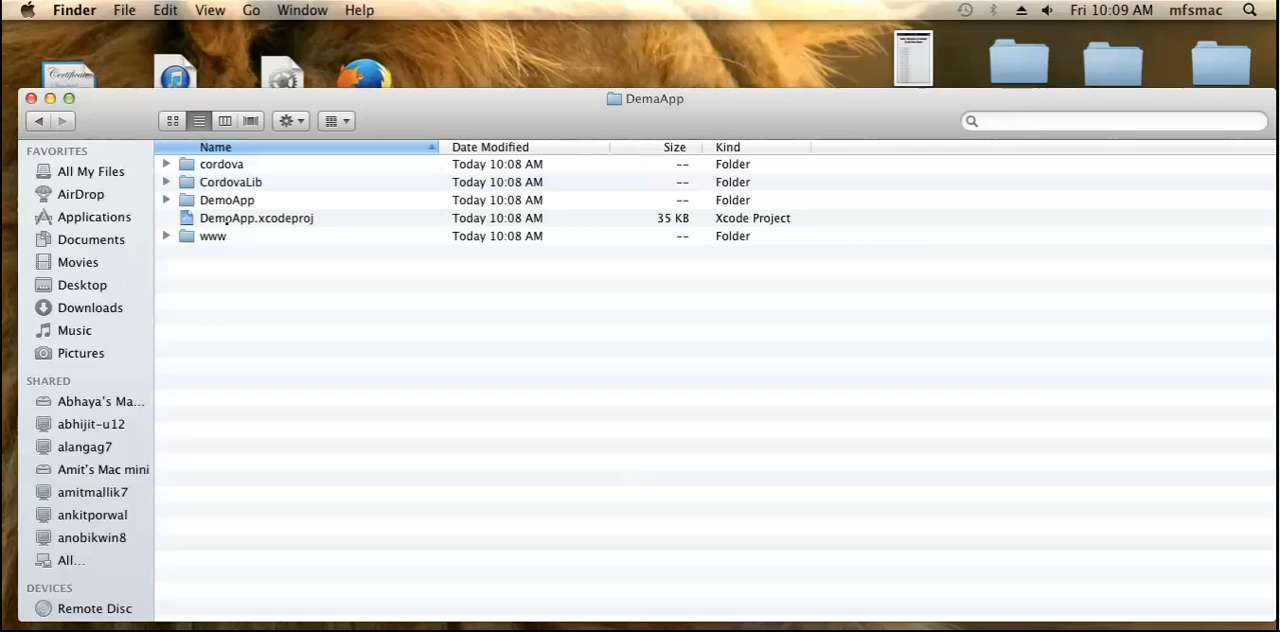 Finder File Edit View Go Window Help Fri 10:09 AM mfsmac
Certificate
DemaApp
FAVORITES
All My Files
AirDrop
Applications
Documents
Movies
Desktop
Downloads
Music
Pictures
SHARED
Abhaya's Ma...
abhijit-u12
alangag7
Amit's Mac mini
amitmallik7
ankitporwal
anobikwin8
All...
DEVICES
Remote Disc
Name Date Modified Size Kind
cordova Today 10:08 AM -- Folder
CordovaLib Today 10:08 AM -- Folder
DemoApp Today 10:08 AM -- Folder
DemoApp.xcodeproj Today 10:08 AM 35 KB Xcode Project
www Today 10:08 AM -- Folder